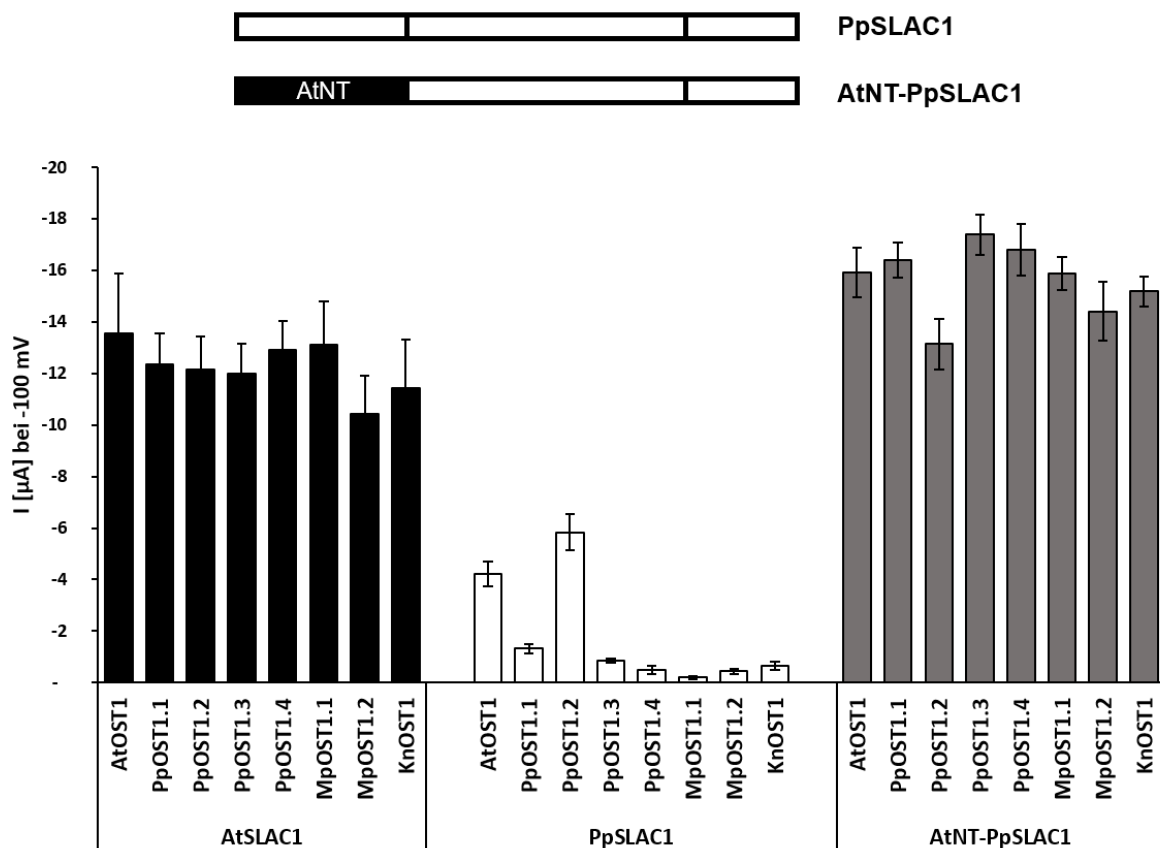 PpSLAC1
AtNT
AtNT-PpSLAC1
-20
-18
-16
-14
-12
-10
-8
-6
-4
-2
-
I [µA] bei -100 mV
AtOST1
PpOST1.1
PpOST1.2
PpOST1.3
PpOST1.4
MpOST1.1
MpOST1.2
KnOST1
AtSLAC1
AtOST1
PpOST1.1
PpOST1.2
PpOST1.3
PpOST1.4
MpOST1.1
MpOST1.2
KnOST1
PpSLAC1
AtOST1
PpOST1.1
PpOST1.2
PpOST1.3
PpOST1.4
MpOST1.1
MpOST1.2
KnOST1
AtNT-PpSLAC1